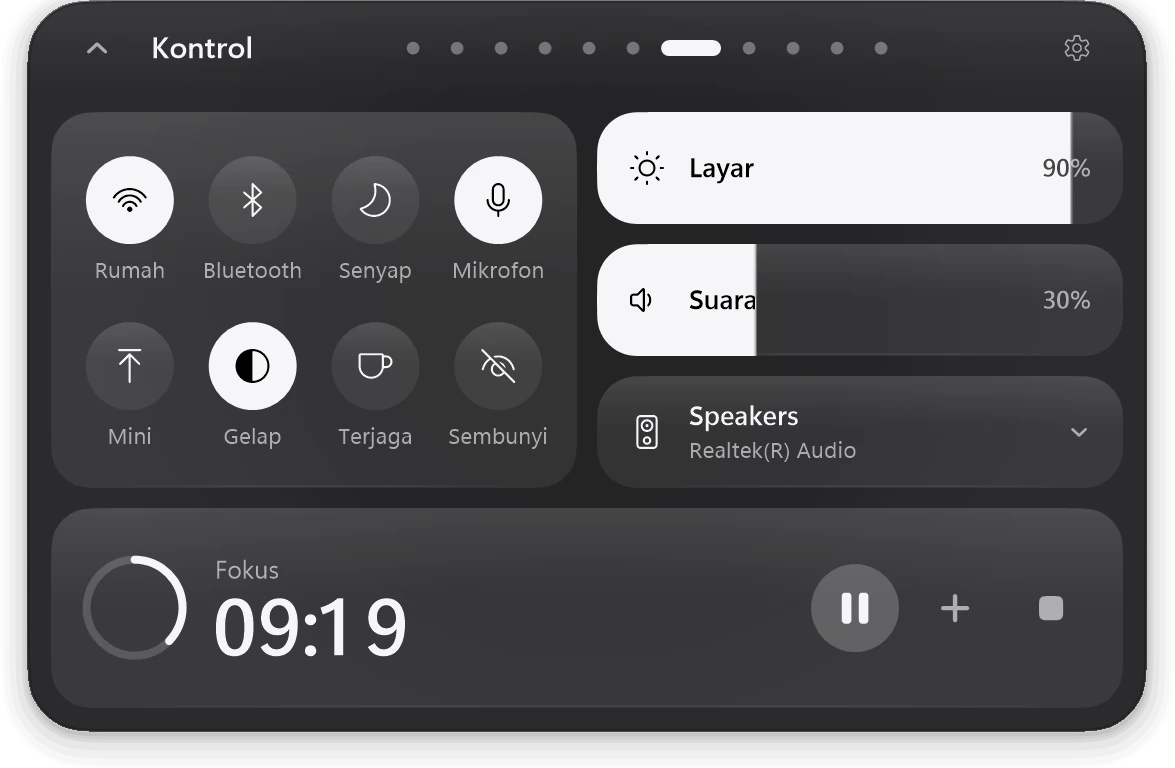 Kontrol
Rumah
Bluetooth
Senyap
Mikrofon
Mini
Gelap
Terjaga
Sembunyi
Layar
90%
Suara
30%
Speakers
Realtek(R) Audio
Fokus
09:19